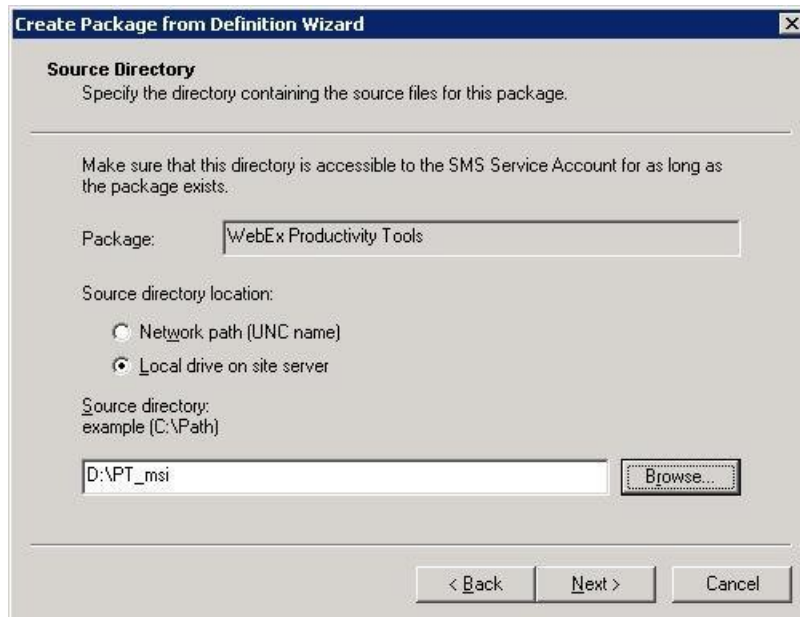 Create Package from Definition Wizard
Source Directory
Specify the directory containing the source files for this package.
Make sure that this directory is accessible to the SMS Service Account for as long as
the package exists.
Package: WebEx Productivity Tools
Source directory location:
Network path (UNC name)
Local drive on site server
Source directory:
example (C:\Path)
D:\PT_msi Browse...
< Back Next > Cancel